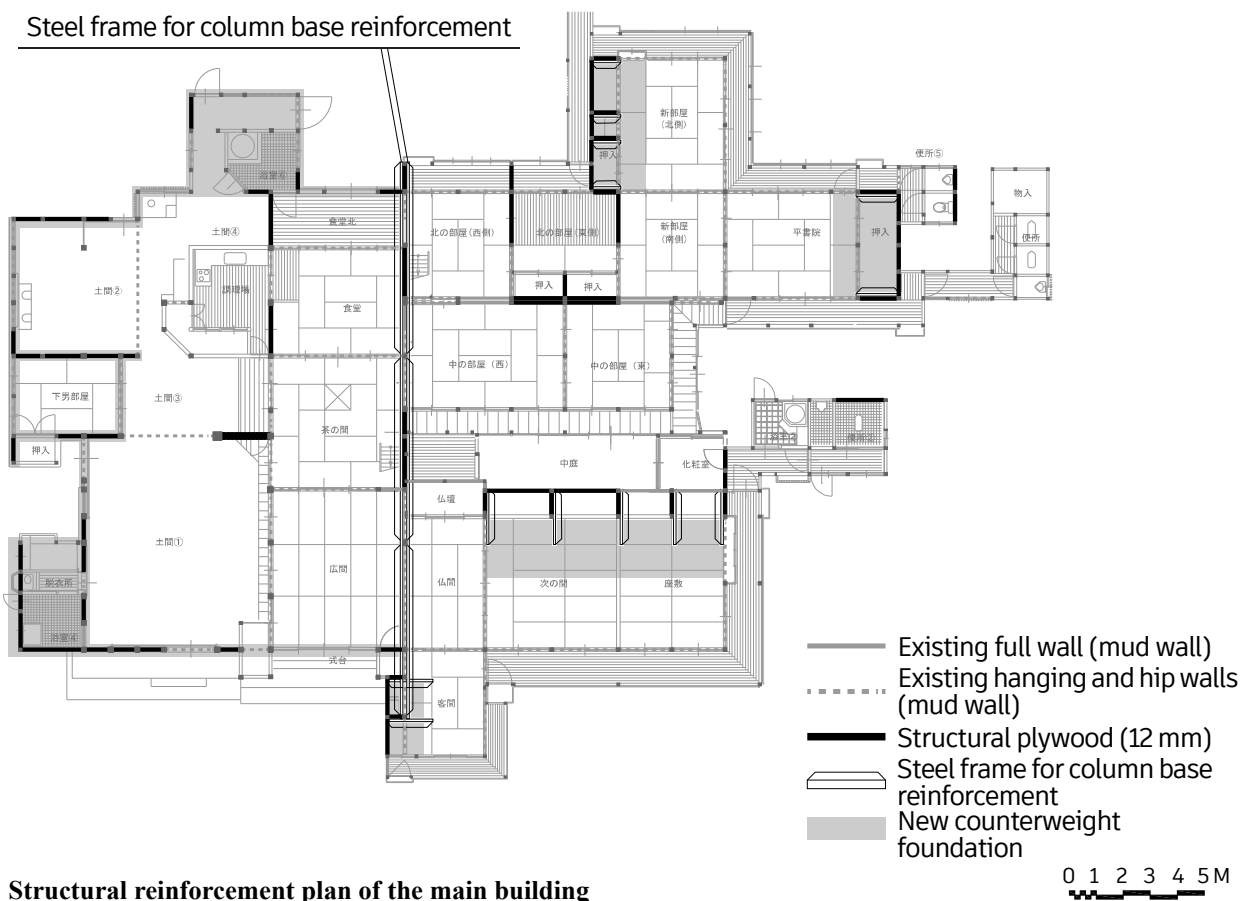 Steel frame for column base reinforcement
新部屋
(北側)
押入
便所⑤
浴室⑥
物入
食堂北
土間④
北の部屋(西側)
北の部屋(東側)
新部屋
(南側)
平書院
押入
便所
調理場
土間②
押入
押入
食堂
中の部屋(西)
中の部屋(東)
下男部屋
土間③
茶の間
押入
中庭
化粧室
仏壇
土間①
広間
仏間
次の間
座敷
脱衣所
浴室④
式台
客間
Existing full wall (mud wall)
Existing hanging and hip walls
(mud wall)
Structural plywood (12 mm)
Steel frame for column base
reinforcement
New counterweight
foundation
0 1 2 3 4 5 M
Structural reinforcement plan of the main building